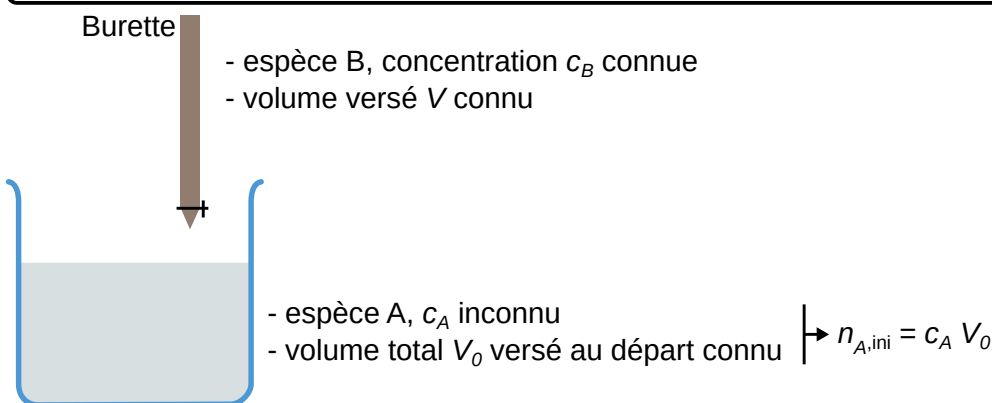 Burette
- espèce B, concentration c_B connue
- volume versé V connu
- espèce A, c_A inconnu
- volume total V_0 versé au départ connu
n_A,ini = c_A V_0